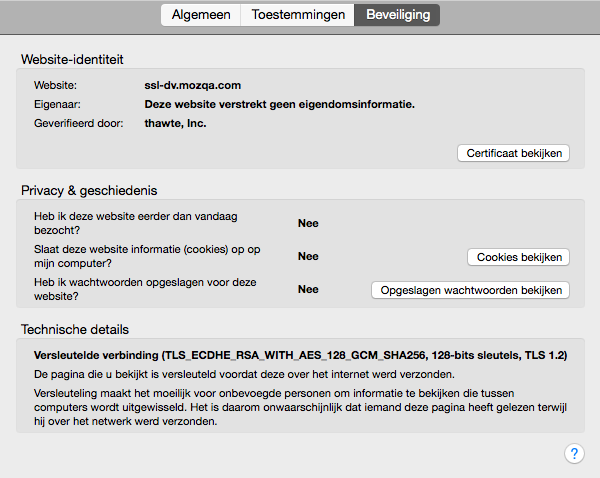 Algemeen Toestemmingen Beveiliging
Website-identiteit
Website: ssl-dv.mozqa.com
Eigenaar: Deze website verstrekt geen eigendomsinformatie.
Geverifieerd door: thawte, Inc.
Certificaat bekijken
Privacy & geschiedenis
Heb ik deze website eerder dan vandaag
bezocht?
Nee
Slaat deze website informatie (cookies) op op
mijn computer?
Nee
Cookies bekijken
Heb ik wachtwoorden opgeslagen voor deze
website?
Nee
Opgeslagen wachtwoorden bekijken
Technische details
Versleutelde verbinding (TLS_ECDHE_RSA_WITH_AES_128_GCM_SHA256, 128-bits sleutels, TLS 1.2)
De pagina die u bekijkt is versleuteld voordat deze over het internet werd verzonden.
Versleuteling maakt het moeilijk voor onbevoegde personen om informatie te bekijken die tussen
computers wordt uitgewisseld. Het is daarom onwaarschijnlijk dat iemand deze pagina heeft gelezen terwijl
hij over het netwerk werd verzonden.
?